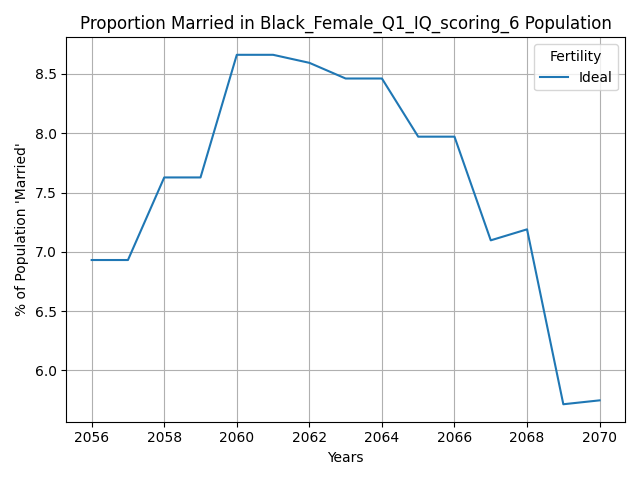 Proportion Married in Black_Female_Q1_IQ_scoring_6 Population
Fertility
Ideal
% of Population 'Married'
8.5
8.0
7.5
7.0
6.5
6.0
2056 2058 2060 2062 2064 2066 2068 2070
Years